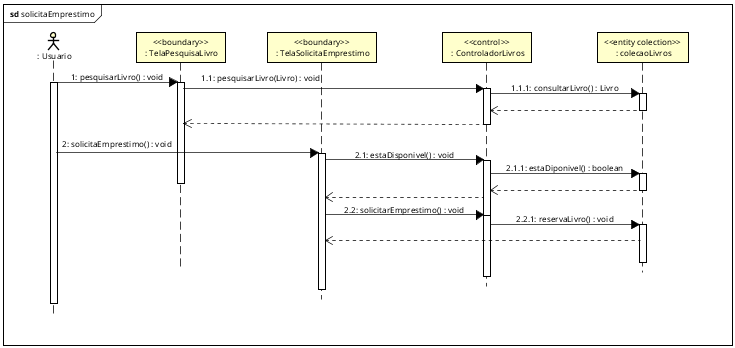 sd solicitaEmprestimo
: Usuario
<<boundary>>
: TelaPesquisaLivro
<<boundary>>
: TelaSolicitaEmprestimo
<<control>>
: ControladorLivros
<<entity colection>>
: colecaoLivros
1: pesquisarLivro() : void
1.1: pesquisarLivro(Livro) : void
1.1.1: consultarLivro() : Livro
2: solicitaEmprestimo() : void
2.1: estaDisponivel() : void
2.1.1: estaDiponivel() : boolean
2.2: solicitarEmprestimo() : void
2.2.1: reservaLivro() : void